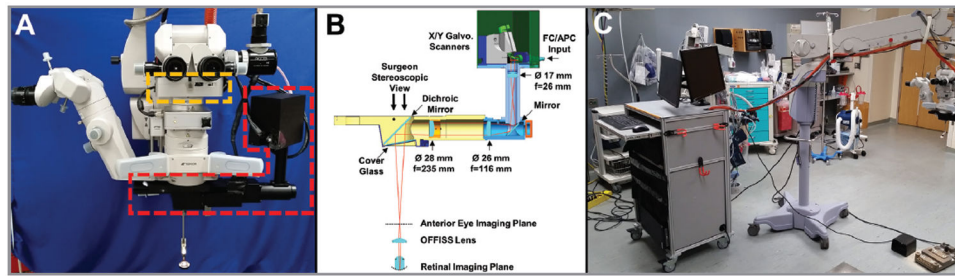 A
B
C
X/Y Galvo.
Scanners
FC/APC
Input
Surgeon
Stereoscopic
View
Ø 17 mm
f=26 mm
Dichroic
Mirror
Mirror
Cover
Glass
Ø 28 mm
f=235 mm
Ø 26 mm
f=116 mm
Anterior Eye Imaging Plane
OFFISS Lens
Retinal Imaging Plane